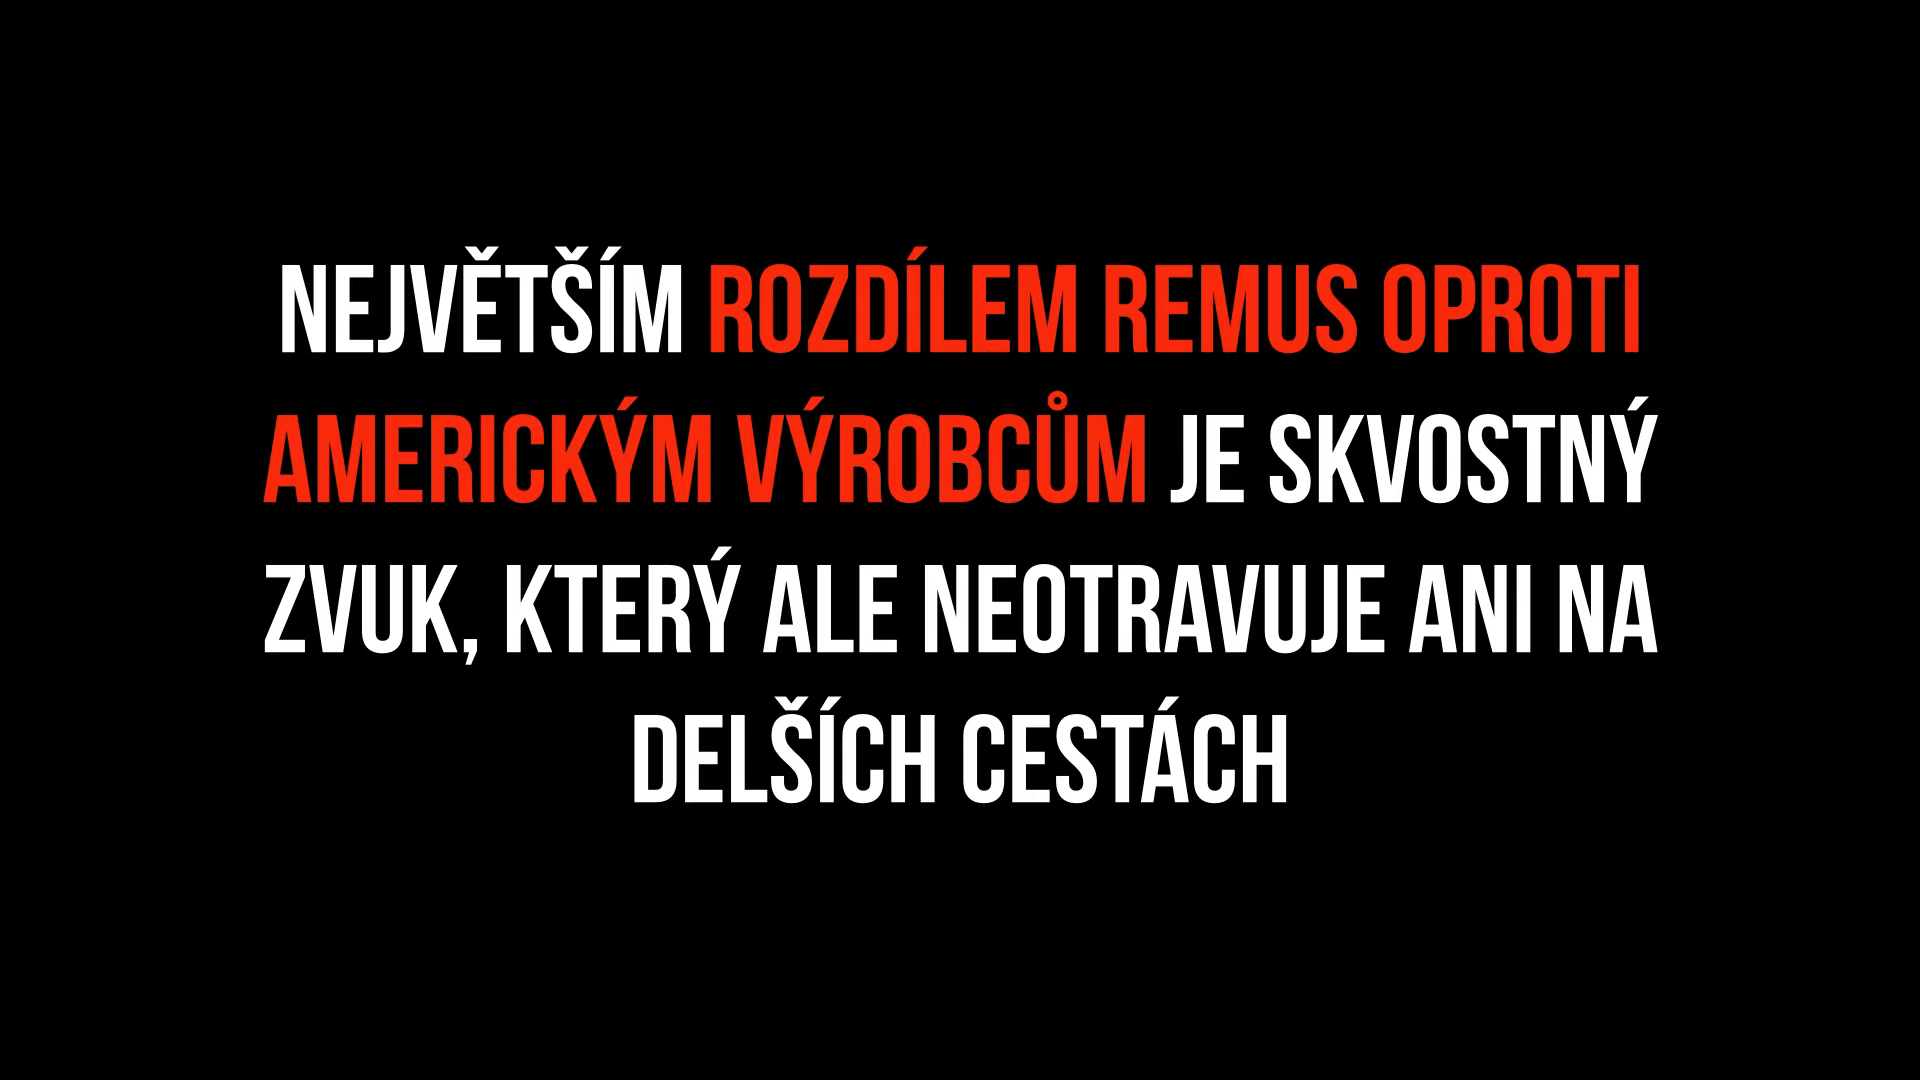 NEJVĚTŠÍM ROZDÍLEM REMUS OPROTI
AMERICKÝM VÝROBCŮM JE SKVOSTNÝ
ZVUK, KTERÝ ALE NEOTRAVUJE ANI NA
DELŠÍCH CESTÁCH